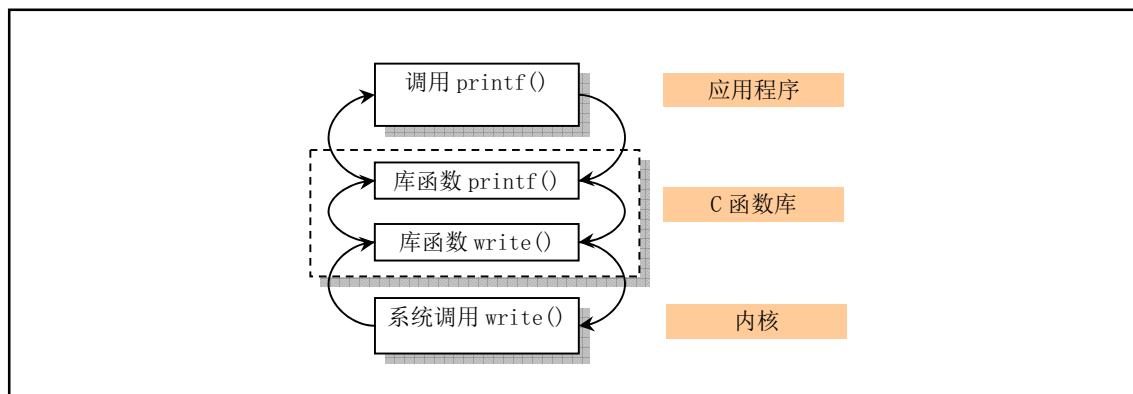 调用 printf()
应用程序
库函数 printf()
C 函数库
库函数 write()
系统调用 write()
内核